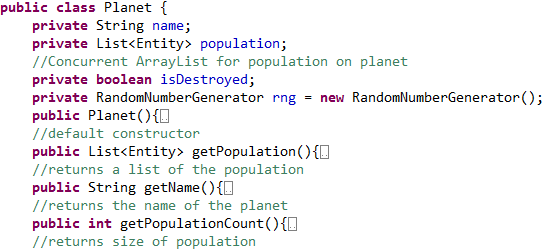 public class Planet {
private String name;
private List<Entity> population;
//Concurrent ArrayList for population on planet
private boolean isDestroyed;
private RandomNumberGenerator rng = new RandomNumberGenerator();
public Planet(){
//default constructor
public List<Entity> getPopulation(){
//returns a list of the population
public String getName(){
//returns the name of the planet
public int getPopulationCount(){
//returns size of population